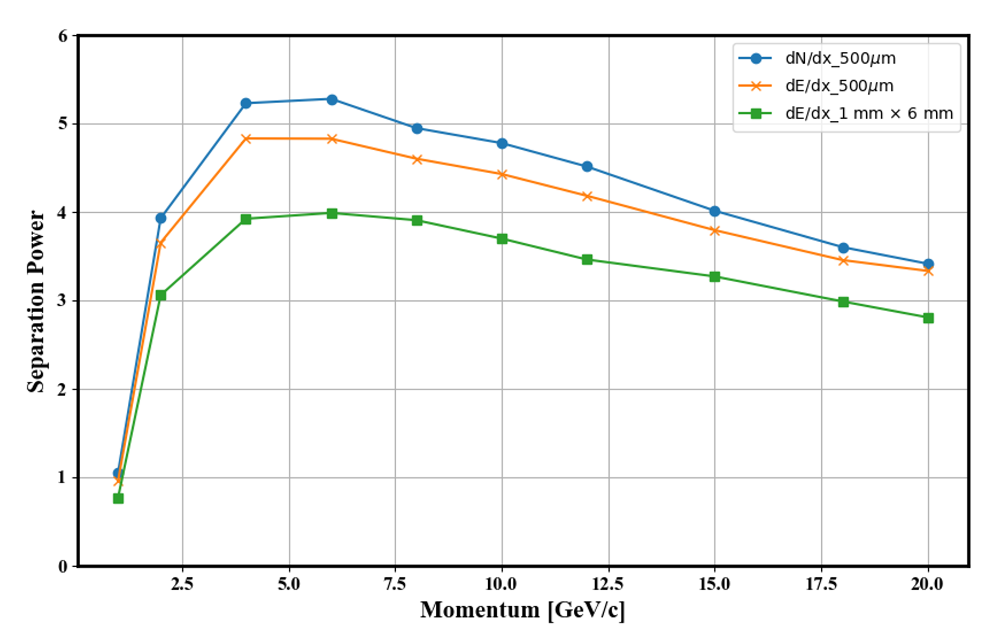 6
5
4
3
2
1
0
Separation Power
dN/dx_500μm
dE/dx_500μm
dE/dx_1 mm × 6 mm
2.5 5.0 7.5 10.0 12.5 15.0 17.5 20.0
Momentum [GeV/c]